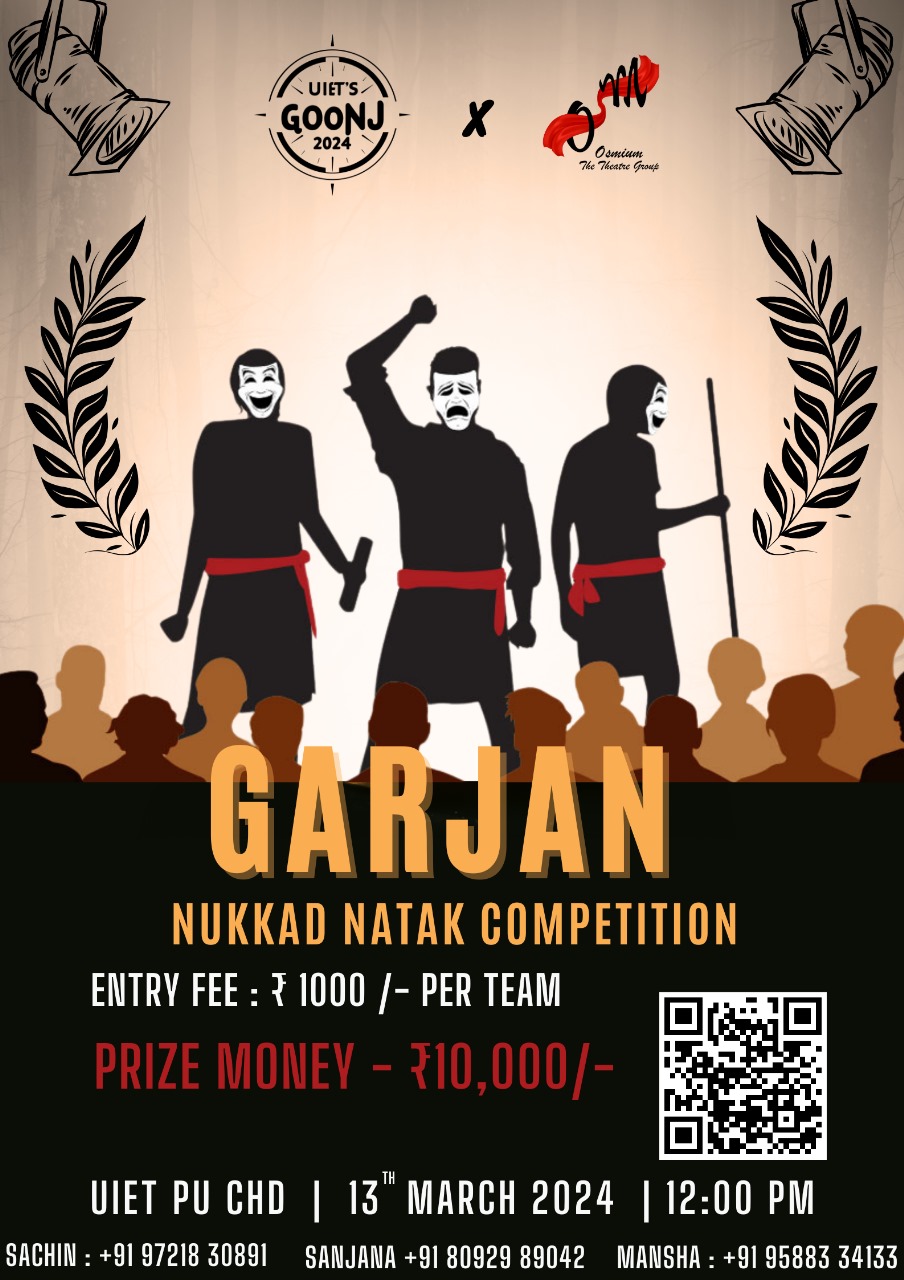 UIET'S
GOONJ
2024
X
Om
Osmium
The Theatre Group
GARJAN
NUKKAD NATAK COMPETITION
ENTRY FEE : ₹ 1000 /- PER TEAM
PRIZE MONEY - ₹10,000/-
UIET PU CHD | 13TH MARCH 2024 | 12:00 PM
SACHIN : +91 97218 30891 SANJANA +91 80929 89042 MANSHA : +91 95883 34133